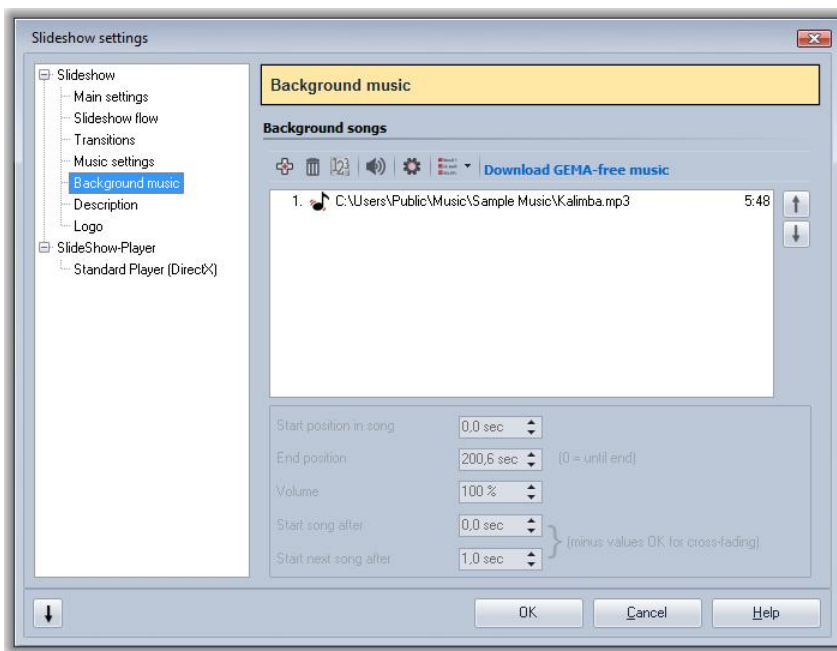 Slideshow settings
Slideshow
Main settings
Slideshow flow
Transitions
Music settings
Background music
Description
Logo
SlideShow-Player
Standard Player (DirectX)
Background music
Background songs
Download GEMA-free music
1. C:\Users\Public\Music\Sample Music\Kalimba.mp3 5:48
Start position in song 0,0 sec
End position 200,6 sec (0 = until end)
Volume 100 %
Start song after 0,0 sec
(minus values OK for cross-fading)
Start next song after 1,0 sec
OK Cancel Help